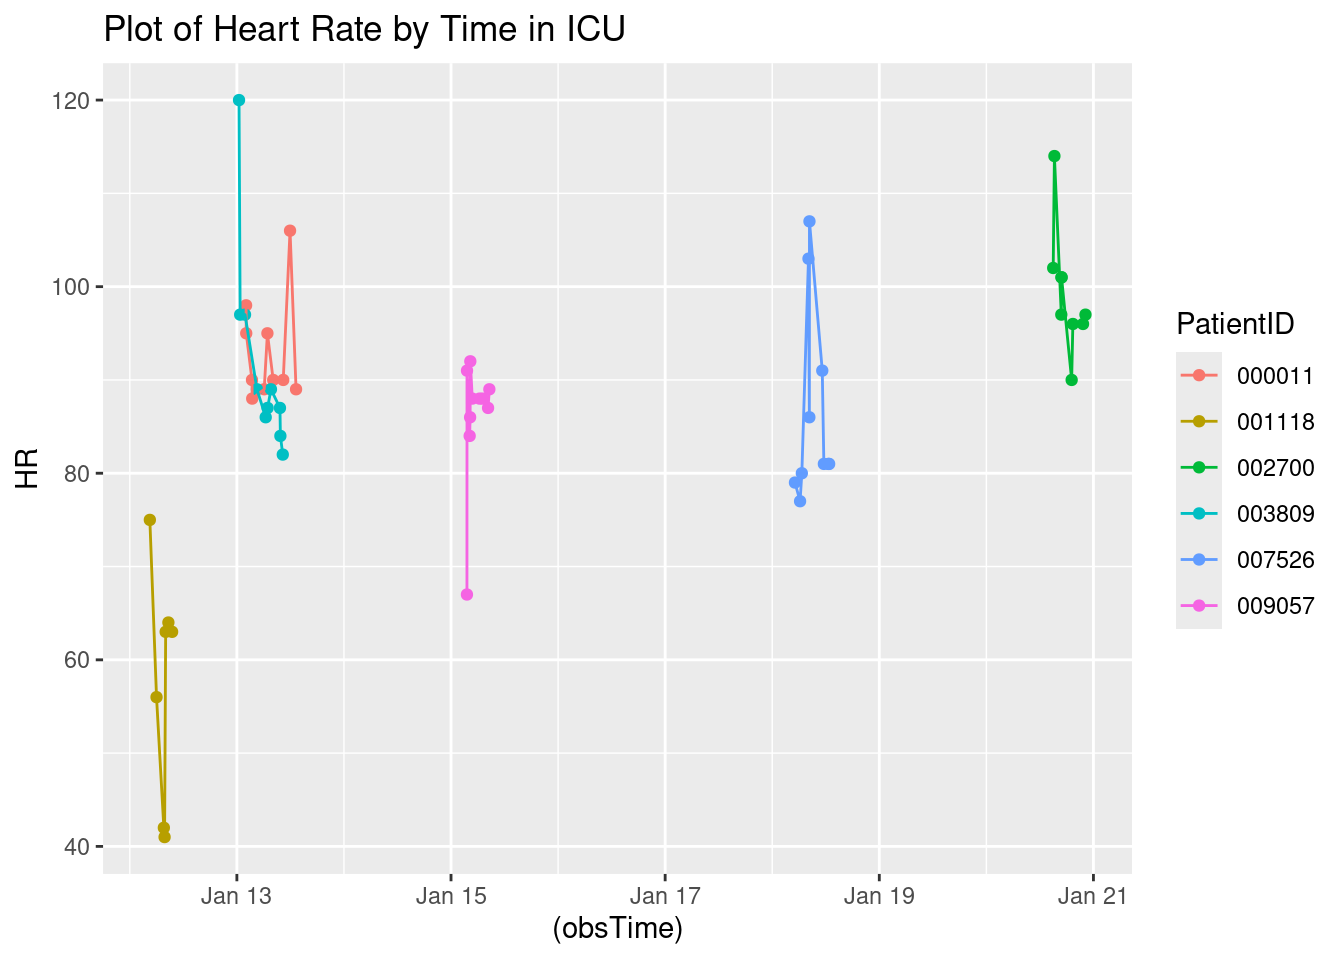 Plot of Heart Rate by Time in ICU
120
100
80
60
40
HR
Jan 13
Jan 15
Jan 17
Jan 19
Jan 21
(obsTime)
PatientID
000011
001118
002700
003809
007526
009057